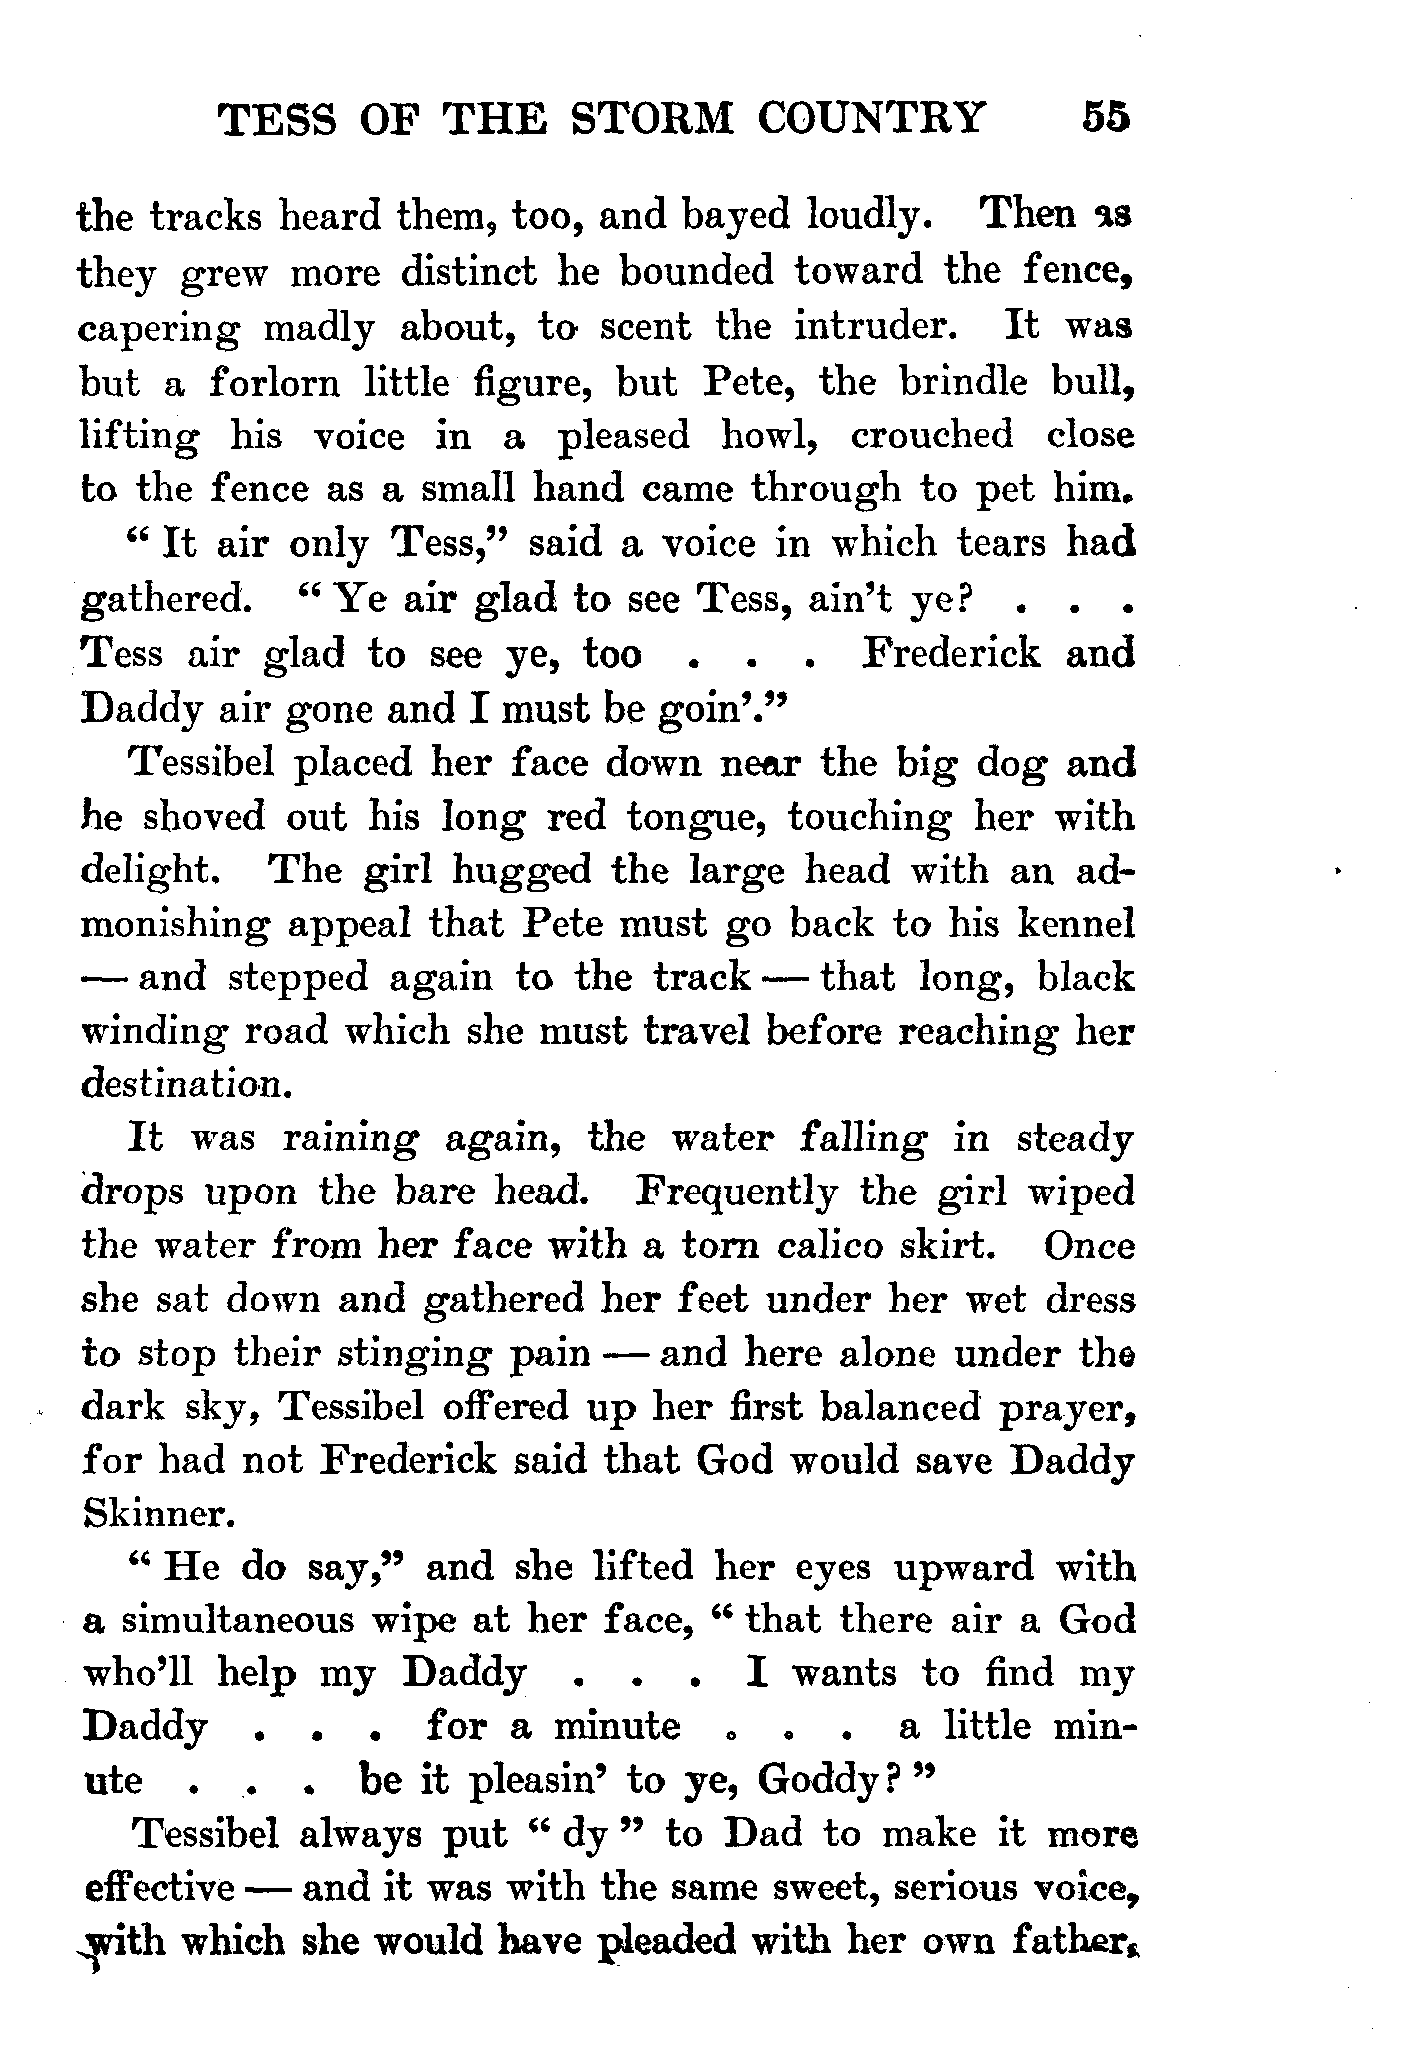 TESS OF THE STORM COUNTRY 55
the tracks heard them, too, and bayed loudly. Then as
they grew more distinct he bounded toward the fence,
capering madly about, to scent the intruder. It was
but a forlorn little figure, but Pete, the brindle bull,
lifting his voice in a pleased howl, crouched close
to the fence as a small hand came through to pet him.
“ It air only Tess,” said a voice in which tears had
gathered. “ Ye air glad to see Tess, ain't ye? . . .
Tess air glad to see ye, too . . . Frederick and
Daddy air gone and I must be goin'.”
Tessibel placed her face down near the big dog and
he shoved out his long red tongue, touching her with
delight. The girl hugged the large head with an ad-
monishing appeal that Pete must go back to his kennel
— and stepped again to the track — that long, black
winding road which she must travel before reaching her
destination.
It was raining again, the water falling in steady
drops upon the bare head. Frequently the girl wiped
the water from her face with a torn calico skirt. Once
she sat down and gathered her feet under her wet dress
to stop their stinging pain — and here alone under the
dark sky, Tessibel offered up her first balanced prayer,
for had not Frederick said that God would save Daddy
Skinner.
“ He do say,” and she lifted her eyes upward with
a simultaneous wipe at her face, “ that there air a God
who'll help my Daddy . . . I wants to find my
Daddy . . . for a minute . . . a little min-
ute . . . be it pleasin' to ye, Goddy? ”
Tessibel always put “ dy ” to Dad to make it more
effective — and it was with the same sweet, serious voice,
with which she would have pleaded with her own father,